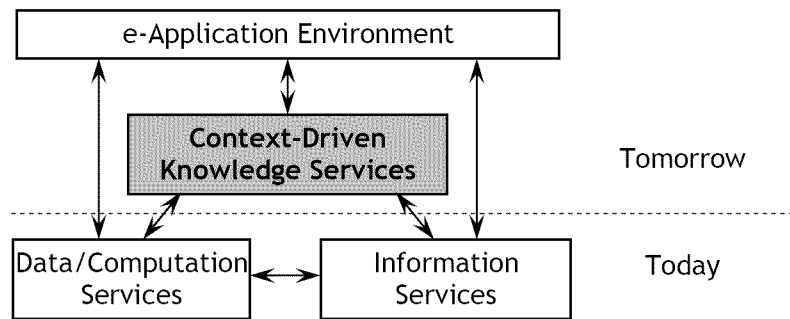 e-Application Environment
Context-Driven
Knowledge Services
Tomorrow
Data/Computation
Services
Information
Services
Today